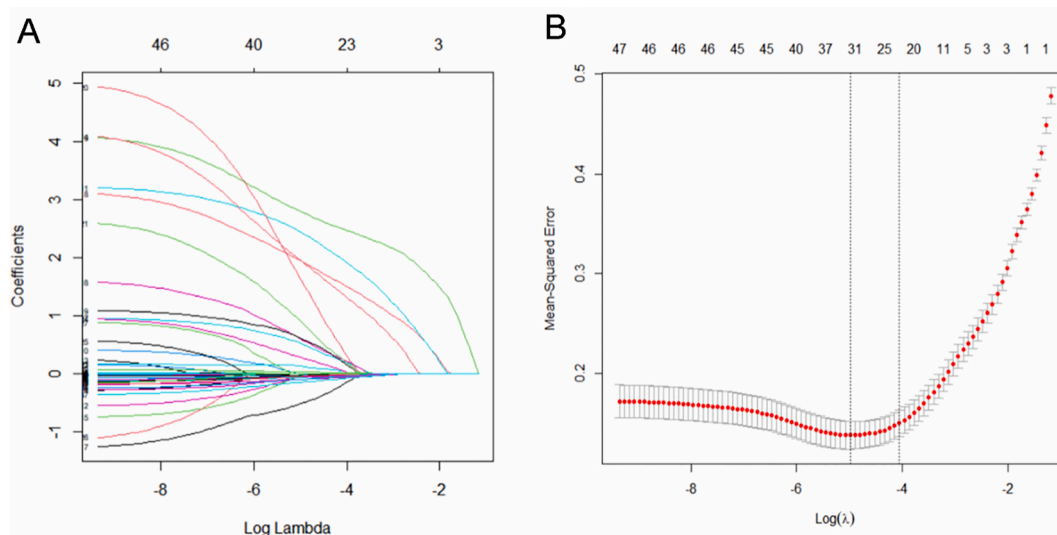 A
46 40 23 3
Coefficients
5
4
3
2
1
0
-1
-8 -6 -4 -2
Log Lambda
B
47 46 46 46 45 45 40 37 31 25 20 11 5 3 3 1 1
Mean-Squared Error
0.5
0.4
0.3
0.2
-8 -6 -4 -2
Log(λ)